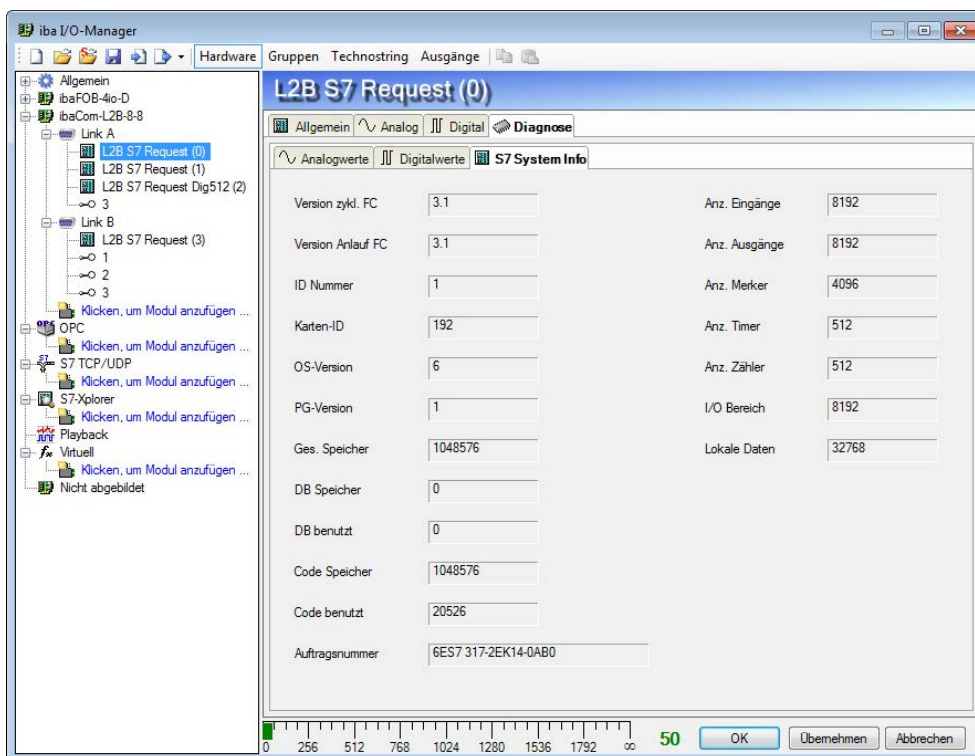 iba I/O-Manager
Hardware Gruppen Technostring Ausgänge
Allgemein
ibaFOB-4io-D
ibaCom-L2B-8-8
Link A
L2B S7 Request (0)
L2B S7 Request (1)
L2B S7 Request Dig512 (2)
3
Link B
L2B S7 Request (3)
1
2
3
Klicken, um Modul anzufügen ...
OPC
Klicken, um Modul anzufügen ...
S7 TCP/UDP
Klicken, um Modul anzufügen ...
S7-Xplorer
Klicken, um Modul anzufügen ...
Playback
Virtuell
Klicken, um Modul anzufügen ...
Nicht abgebildet
L2B S7 Request (0)
Allgemein Analog Digital Diagnose
Analogwerte Digitalwerte S7 System Info
Version zykl. FC 3.1 Anz. Eingänge 8192
Version Anlauf FC 3.1 Anz. Ausgänge 8192
ID Nummer 1 Anz. Merker 4096
Karten-ID 192 Anz. Timer 512
OS-Version 6 Anz. Zähler 512
PG-Version 1 I/O Bereich 8192
Ges. Speicher 1048576 Lokale Daten 32768
DB Speicher 0
DB benutzt 0
Code Speicher 1048576
Code benutzt 20526
Auftragsnummer 6ES7 317-2EK14-0AB0
0 256 512 768 1024 1280 1536 1792 ∞ 50 OK Übernehmen Abbrechen